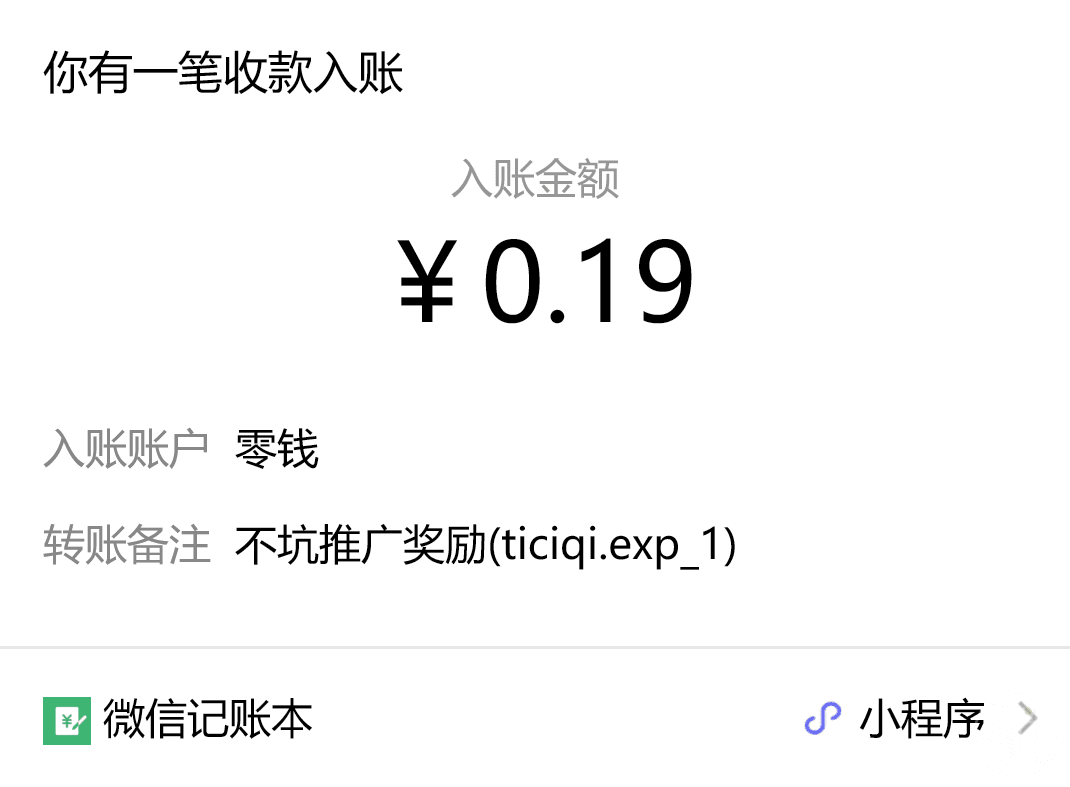 你有一笔收款入账
入账金额
¥0.19
入账账户 零钱
转账备注 不坑推广奖励(ticiqi.exp_1)
微信记账本 小程序